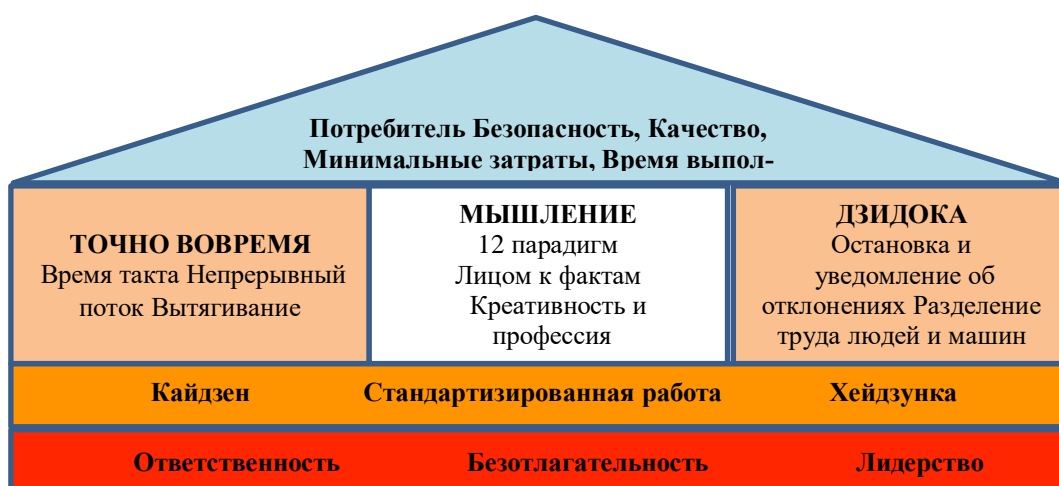 Потребитель Безопасность, Качество,
Минимальные затраты, Время выпол-
ТОЧНО ВОВРЕМЯ
Время такта Непрерывный
поток Вытягивание
МЫШЛЕНИЕ
12 парадигм
Лицом к фактам
Креативность и
профессия
ДЗИДОКА
Остановка и
уведомление об
отклонениях Разделение
труда людей и машин
Кайдзен Стандартизированная работа Хейдзунка
Ответственность Безотлагательность Лидерство